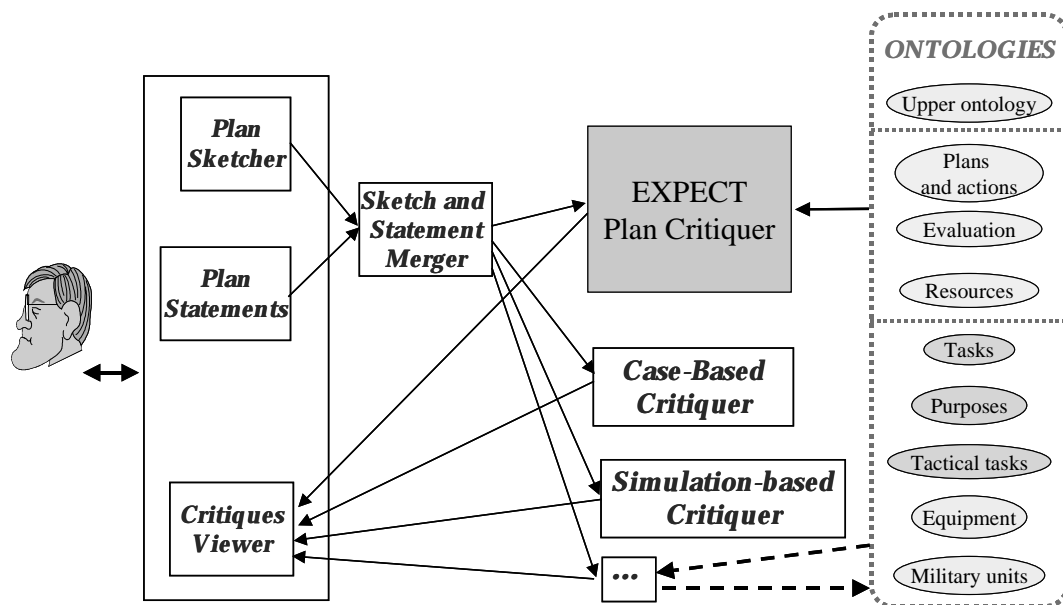 ONTOLOGIES
Upper ontology
Plan
Sketcher
Sketch and
Statement
Merger
EXPECT
Plan Critiquer
Plans
and actions
Evaluation
Resources
Plan
Statements
Case-Based
Critiquer
Tasks
Purposes
Tactical tasks
Simulation-based
Critiquer
Critiques
Viewer
Equipment
...
Military units